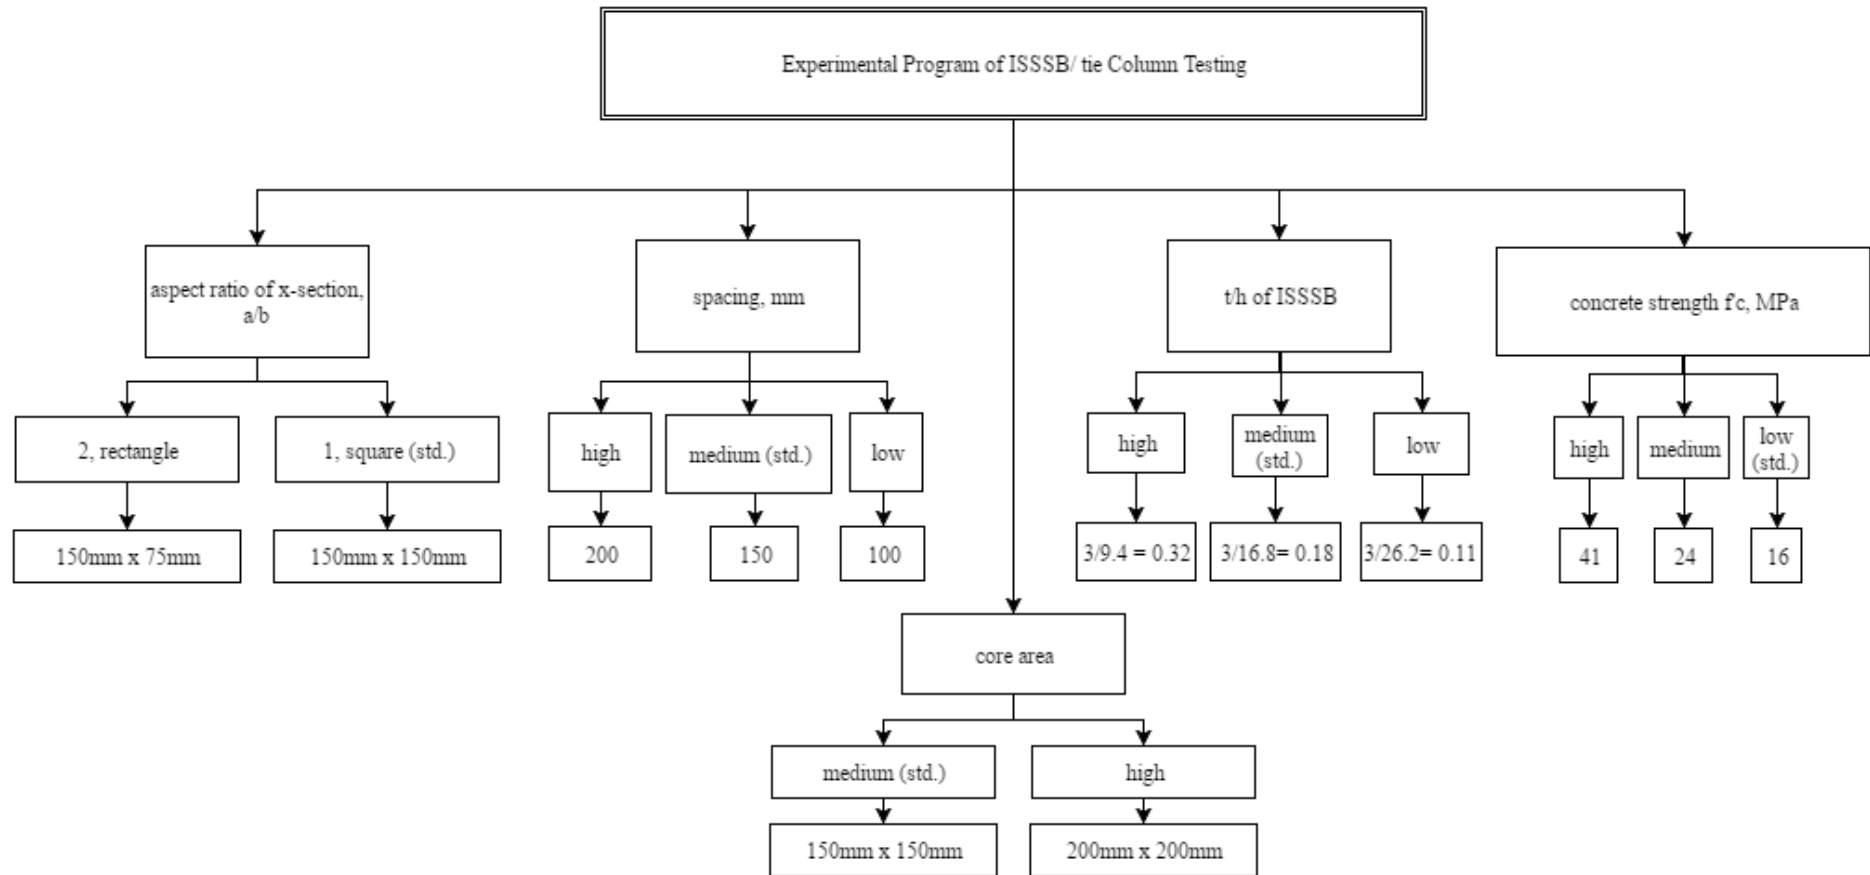 Experimental Program of ISSSB/ tie Column Testing
aspect ratio of x-section,
a/b
spacing, mm
t/h of ISSSB
concrete strength f'c, MPa
2, rectangle
1, square (std.)
high
medium (std.)
low
high
medium
(std.)
low
high
medium
low
(std.)
150mm x 75mm
150mm x 150mm
200
150
100
3/9.4 = 0.32
3/16.8= 0.18
3/26.2= 0.11
41
24
16
core area
medium (std.)
high
150mm x 150mm
200mm x 200mm